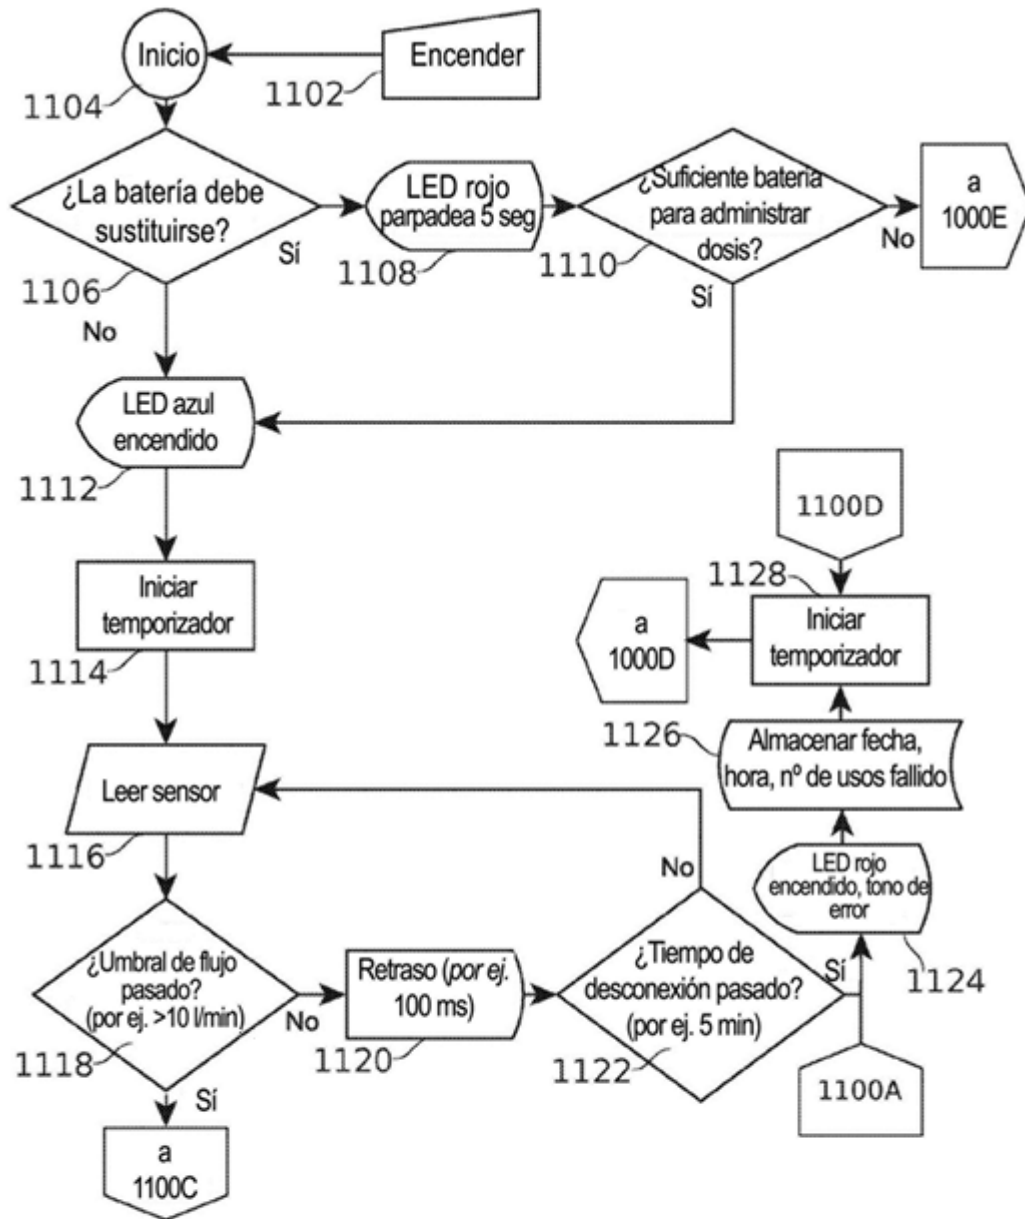 Inicio
Encender
1104
1102
¿La batería debe
sustituirse?
LED rojo
parpadea 5 seg
¿Suficiente batería
para administrar
dosis?
a
1000E
No
Sí
1108
1110
1106
Sí
No
LED azul
encendido
1112
1100D
1128
Iniciar
temporizador
Iniciar
temporizador
a
1000D
1114
1126
Almacenar fecha,
hora, nº de usos fallido
Leer sensor
1116
No
LED rojo
encendido, tono de
error
¿Umbral de flujo
pasado?
(por ej. >10 l/min)
Retraso (por ej.
100 ms)
¿Tiempo de
desconexión pasado?
(por ej. 5 min)
Sí
1124
No
1118
1120
1122
1100A
Sí
a
1100C